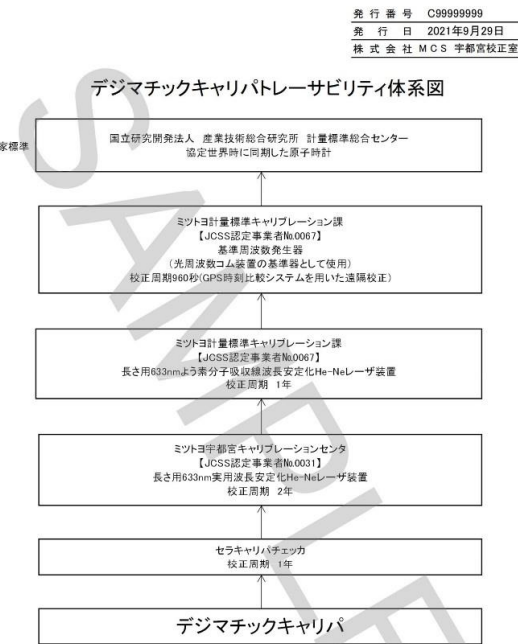 発行番号 C99999999
発行日 2021年9月29日
株式会社MCS 宇都宮校正室
デジマチックキャリパトレーサビリティ体系図
家標準
国立研究開発法人 産業技術総合研究所 計量標準総合センター
協定世界時に同期した原子時計
ミツトヨ計量標準キャリブレーション課
【JCSS認定事業者No.0067】
基準周波数発生器
(光周波数コム装置の基準器として使用)
校正周期960秒(GPS時刻比較システムを用いた遠隔校正)
ミツトヨ計量標準キャリブレーション課
【JCSS認定事業者No.0067】
長さ用633nmよう素分子吸収線波長安定化He-Neレーザ装置
校正周期 1年
ミツトヨ宇都宮キャリブレーションセンタ
【JCSS認定事業者No.0031】
長さ用633nm実用波長安定化He-Neレーザ装置
校正周期 2年
セラキャリパチェッカ
校正周期 1年
デジマチックキャリパ
SAMPLE